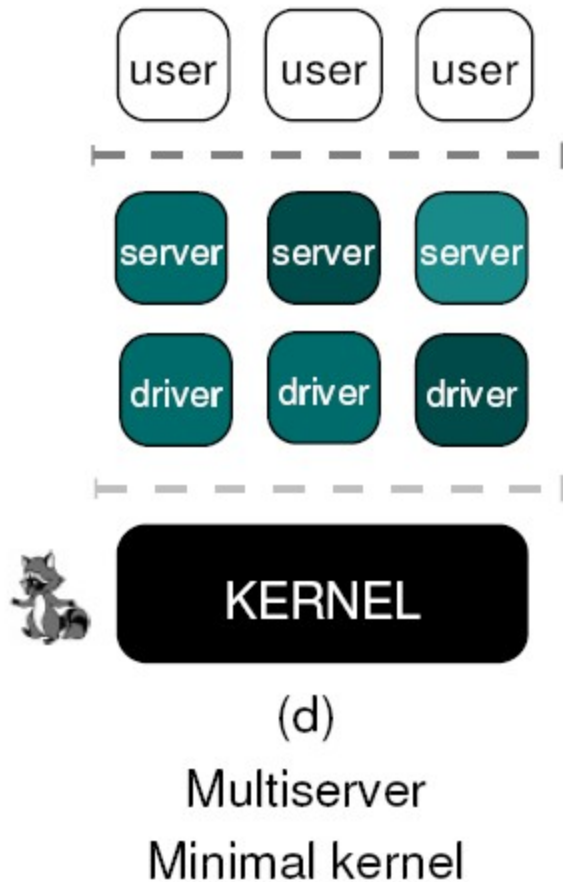 user user user
server server server
driver driver driver
KERNEL
(d)
Multiserver
Minimal kernel